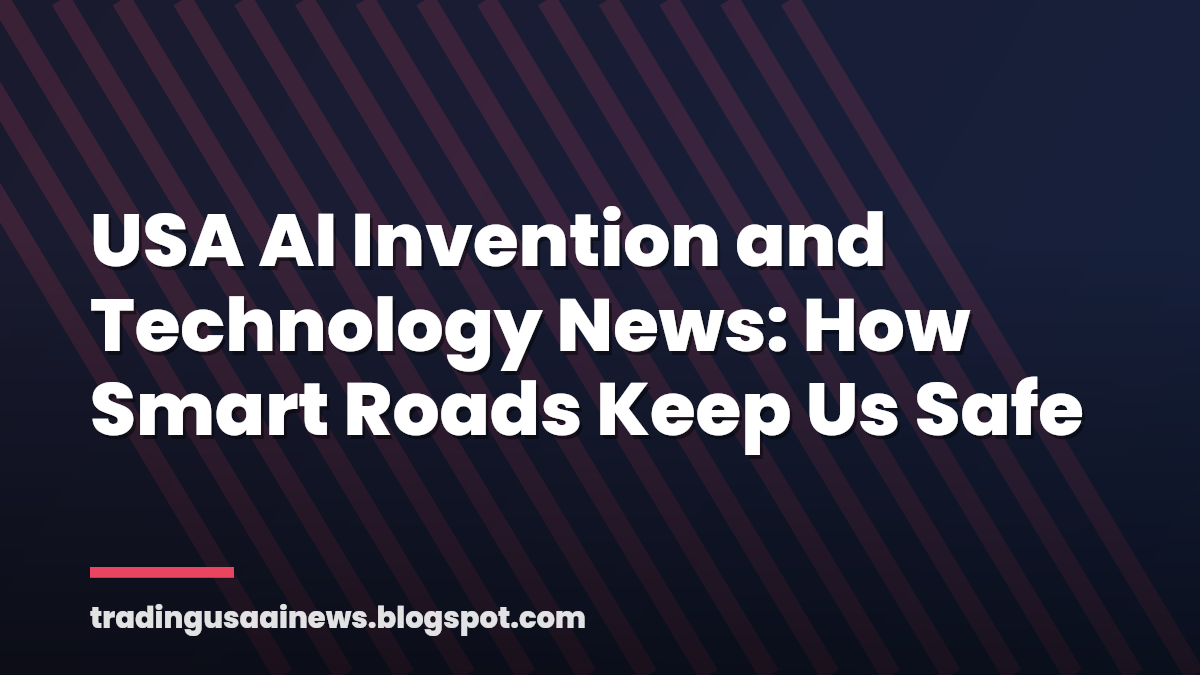 USA AI Invention and
Technology News: How
Smart Roads Keep Us Safe
tradingusaainews.blogspot.com